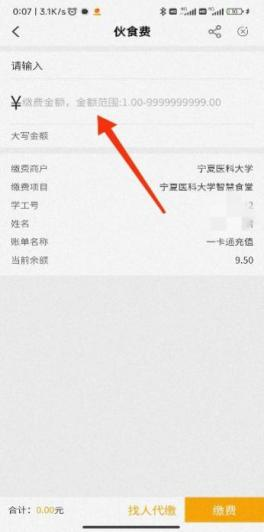 0:07 | 3.1K/s
伙食费
请输入
¥缴费金额，金额范围:1.00-9999999999.00
大写金额
缴费商户 宁夏医科大学
缴费项目 宁夏医科大学智慧食堂
学工号 2
姓名
账单名称 一卡通充值
当前余额 9.50
合计：0.00元 找人代缴 缴费